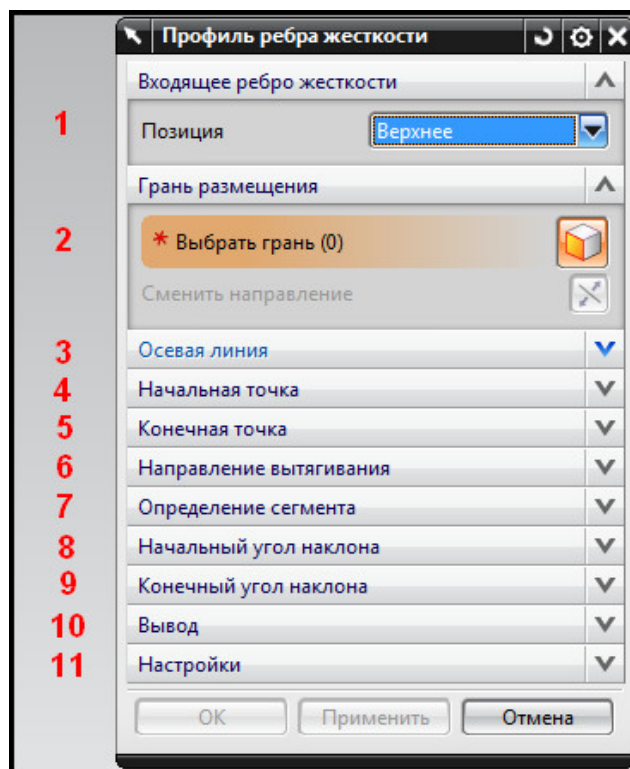 Профиль ребра жесткости
Входящее ребро жесткости
1 Позиция Верхнее
Грань размещения
2 * Выбрать грань (0)
Сменить направление
3 Осевая линия
4 Начальная точка
5 Конечная точка
6 Направление вытягивания
7 Определение сегмента
8 Начальный угол наклона
9 Конечный угол наклона
10 Вывод
11 Настройки
ОК Применить Отмена